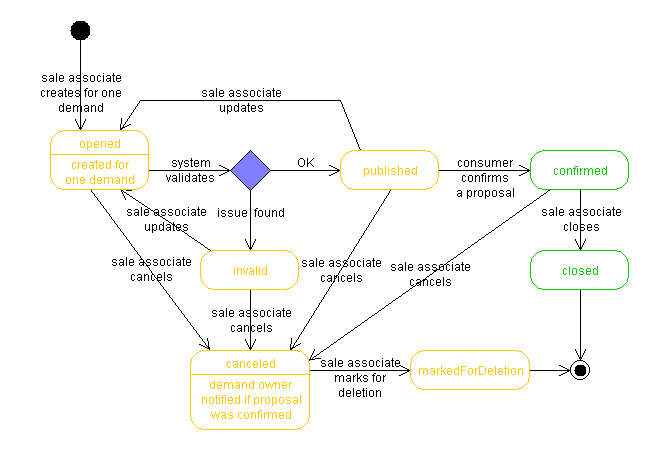 sale associate
creates for one
demand
sale associate
updates
opened
created for
one demand
system
validates
OK
published
consumer
confirms
a proposal
confirmed
sale associate
updates
issue found
sale associate
closes
sale associate
cancels
invalid
sale associate
cancels
sale associate
cancels
closed
sale associate
cancels
canceled
demand owner
notified if proposal
was confirmed
sale associate
marks for
deletion
markedForDeletion